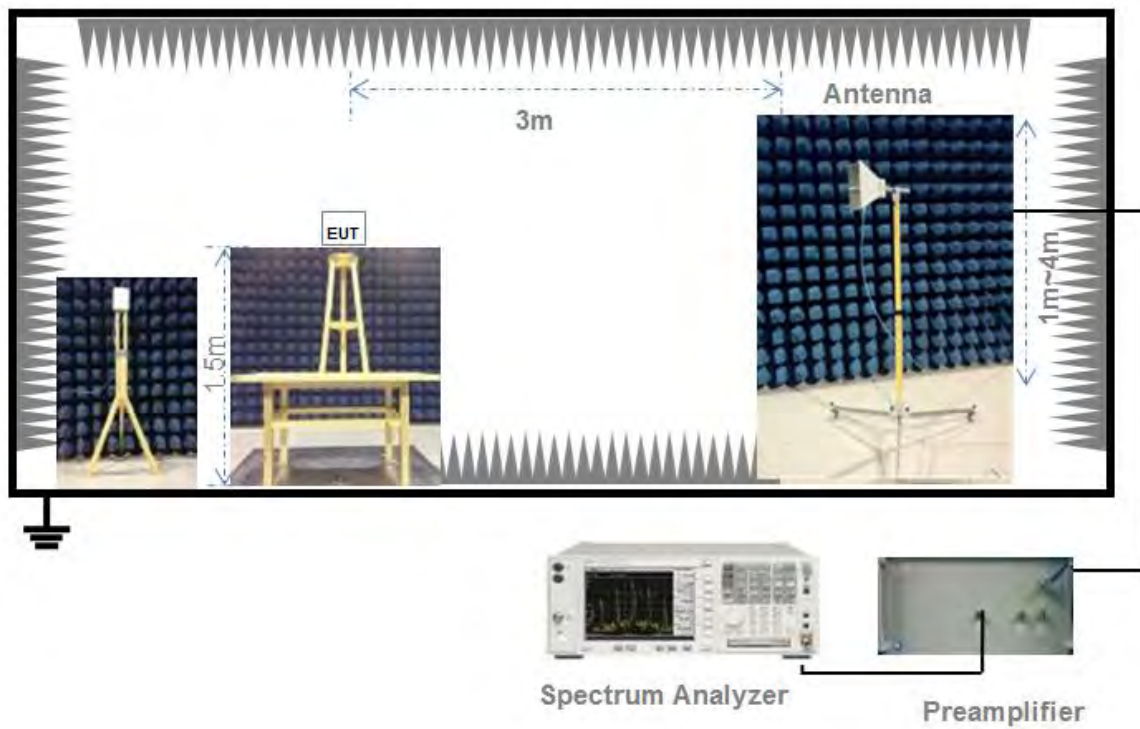 Antenna
3m
EUT
1.5m
1m~4m
Spectrum Analyzer
Preamplifier